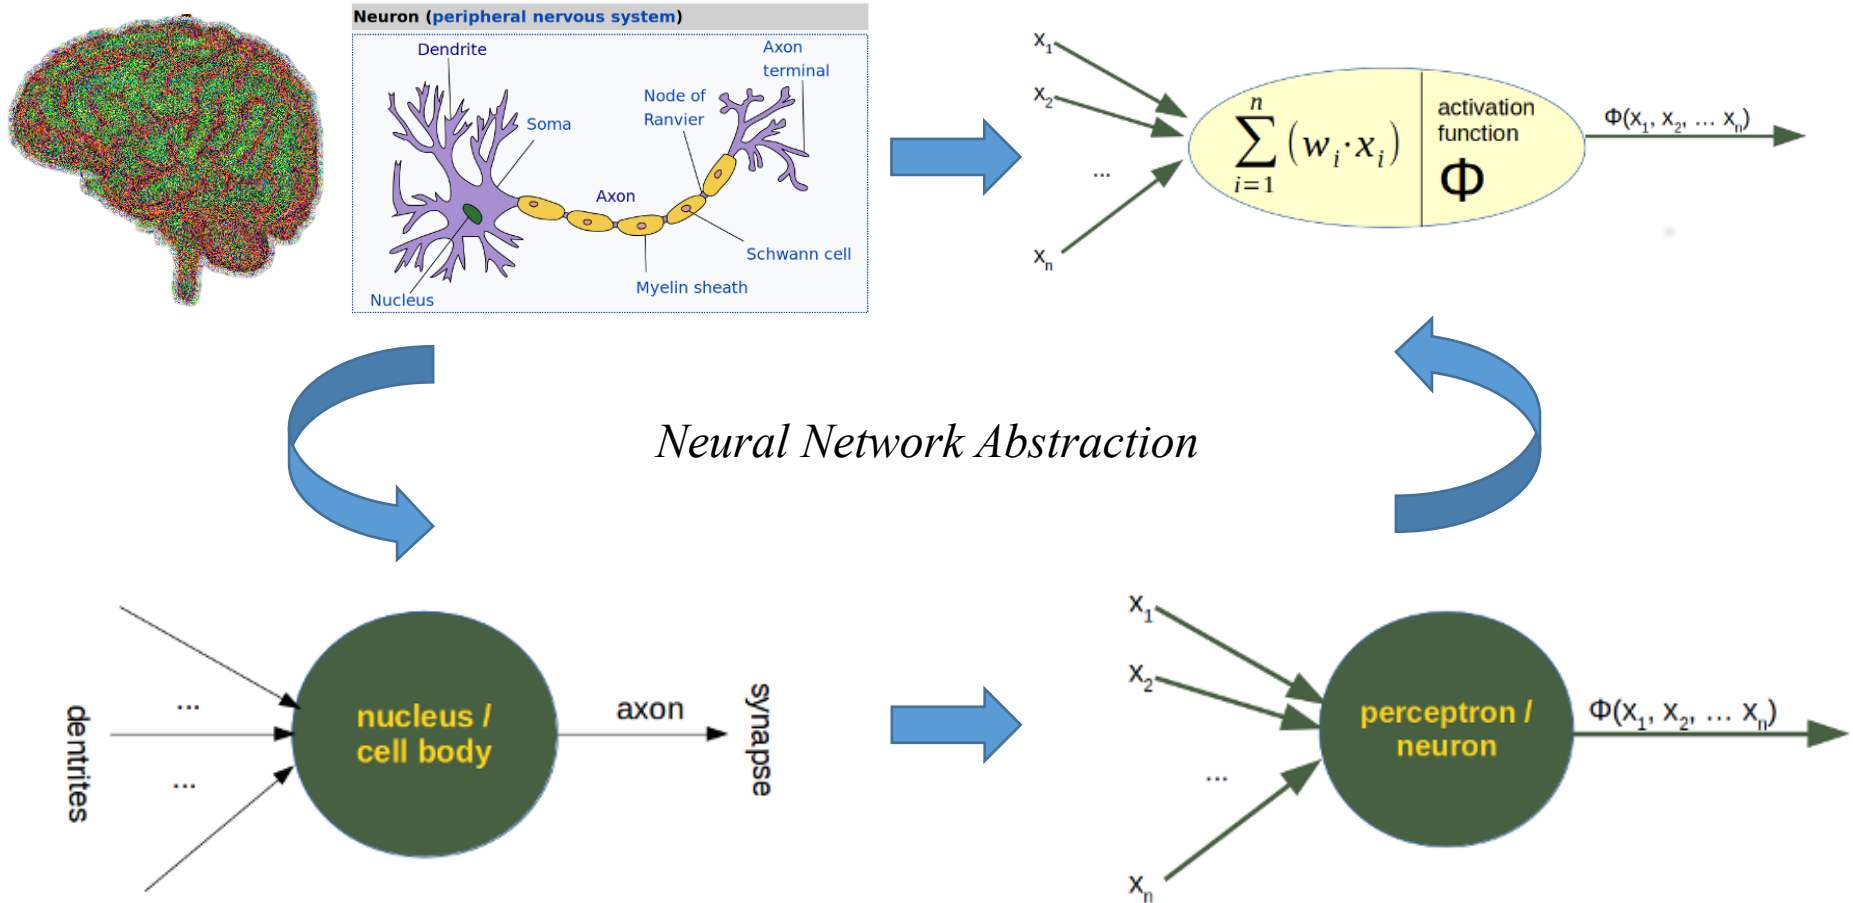 Neuron (peripheral nervous system)
Dendrite
Axon
terminal
Node of
Ranvier
Soma
Axon
Schwann cell
Myelin sheath
Nucleus
x1
x2
...
xn
n
∑ (wi·xi)
i=1
activation
function
Φ
Φ(x1, x2, ... xn)
Neural Network Abstraction
dentrites
...
...
nucleus /
cell body
axon
synapse
x1
x2
...
xn
perceptron /
neuron
Φ(x1, x2, ... xn)